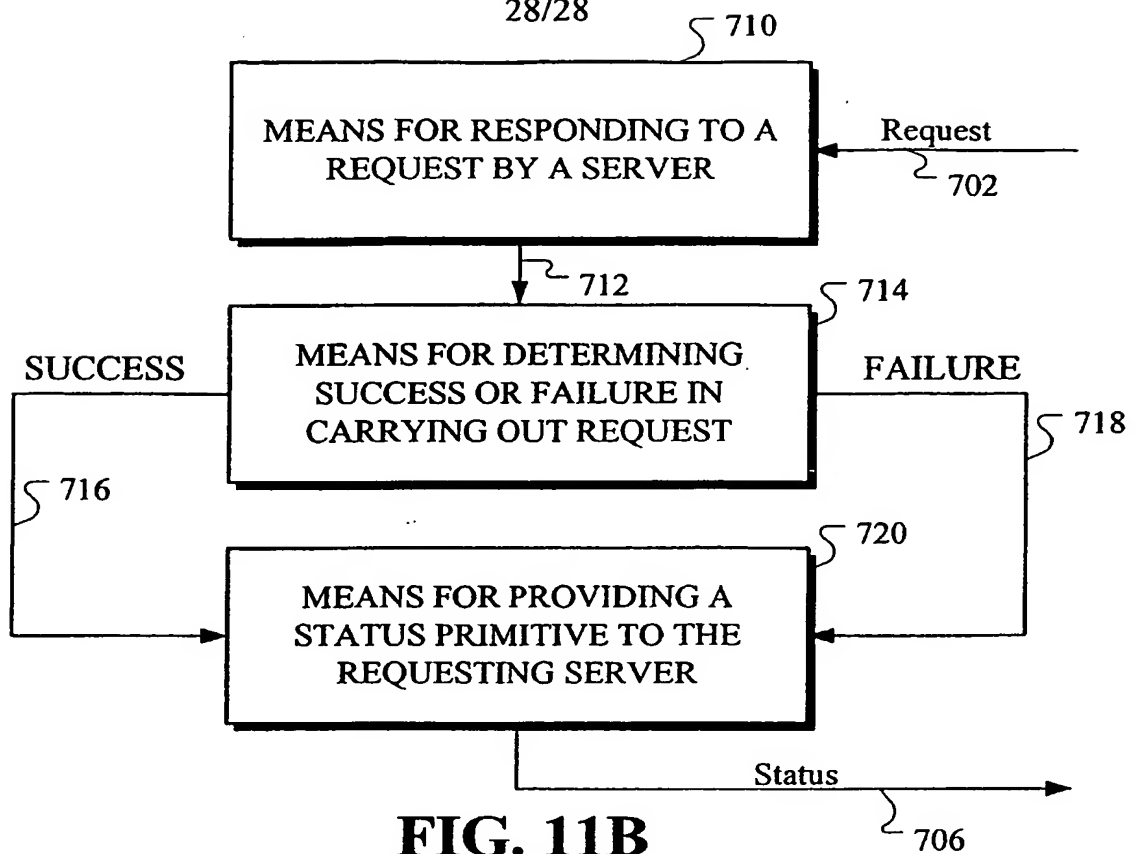 28/28
710
MEANS FOR RESPONDING TO A
REQUEST BY A SERVER
Request
702
712
714
SUCCESS
MEANS FOR DETERMINING
SUCCESS OR FAILURE IN
CARRYING OUT REQUEST
FAILURE
718
716
720
MEANS FOR PROVIDING A
STATUS PRIMITIVE TO THE
REQUESTING SERVER
Status
706
FIG. 11B